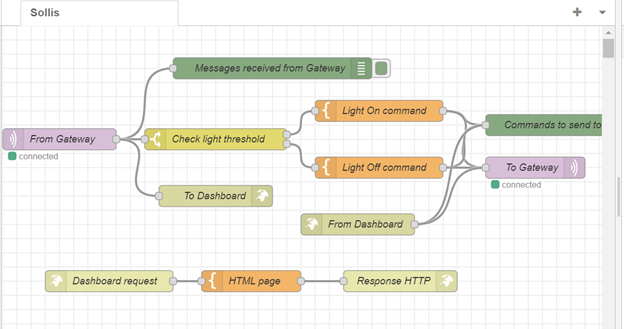 Sollis
Messages received from Gateway
Light On command
From Gateway
Check light threshold
Commands to send to
connected
Light Off command
To Gateway
connected
To Dashboard
From Dashboard
Dashboard request
HTML page
Response HTTP